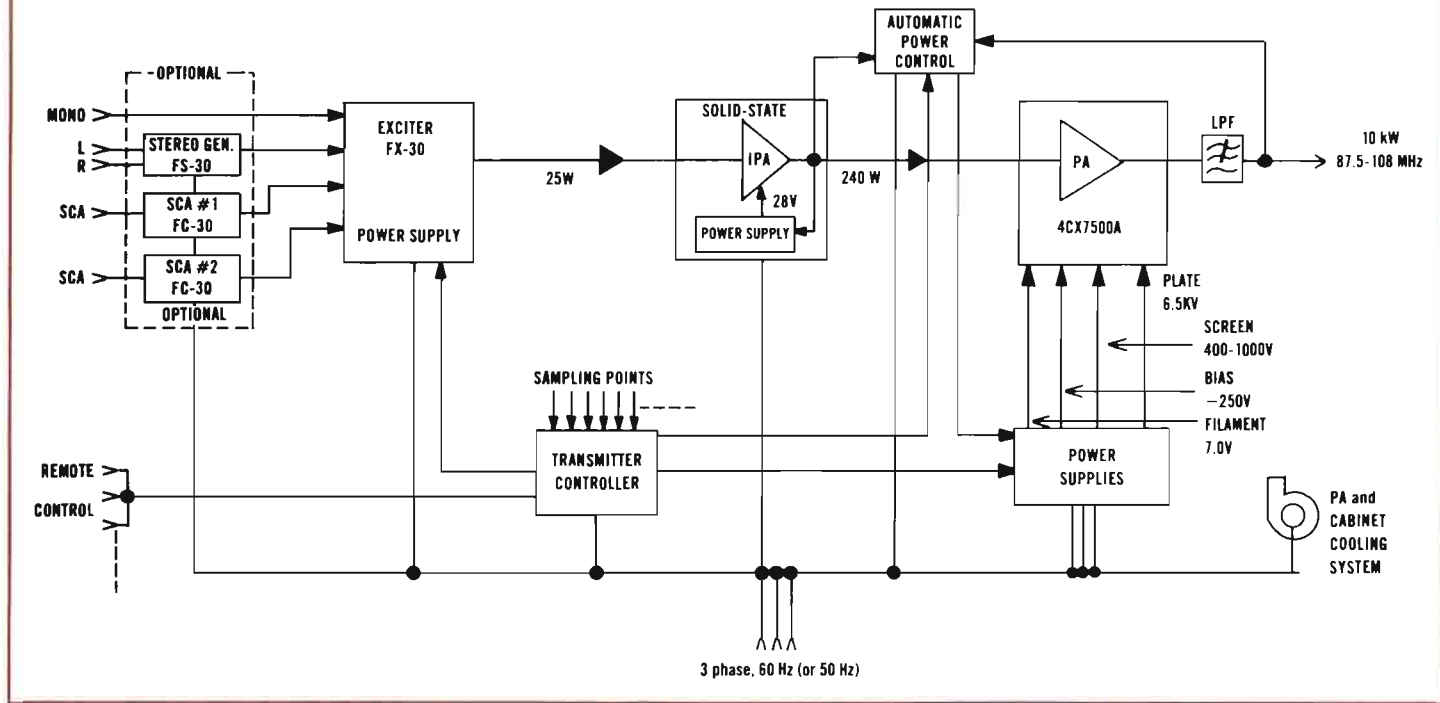 AUTOMATIC
POWER
CONTROL
OPTIONAL
MONO
L
R
STEREO GEN.
FS-30
SCA
SCA #1
FC-30
SCA
SCA #2
FC-30
OPTIONAL
EXCITER
FX-30
POWER SUPPLY
25W
SOLID-STATE
IPA
28V
POWER SUPPLY
240 W
PA
4CX7500A
LPF
10 kW
87.5-108 MHz
PLATE
6.5KV
SCREEN
400-1000V
BIAS
-250V
FILAMENT
7.0V
SAMPLING POINTS
TRANSMITTER
CONTROLLER
POWER
SUPPLIES
REMOTE
CONTROL
PA and
CABINET
COOLING
SYSTEM
3 phase, 60 Hz (or 50 Hz)